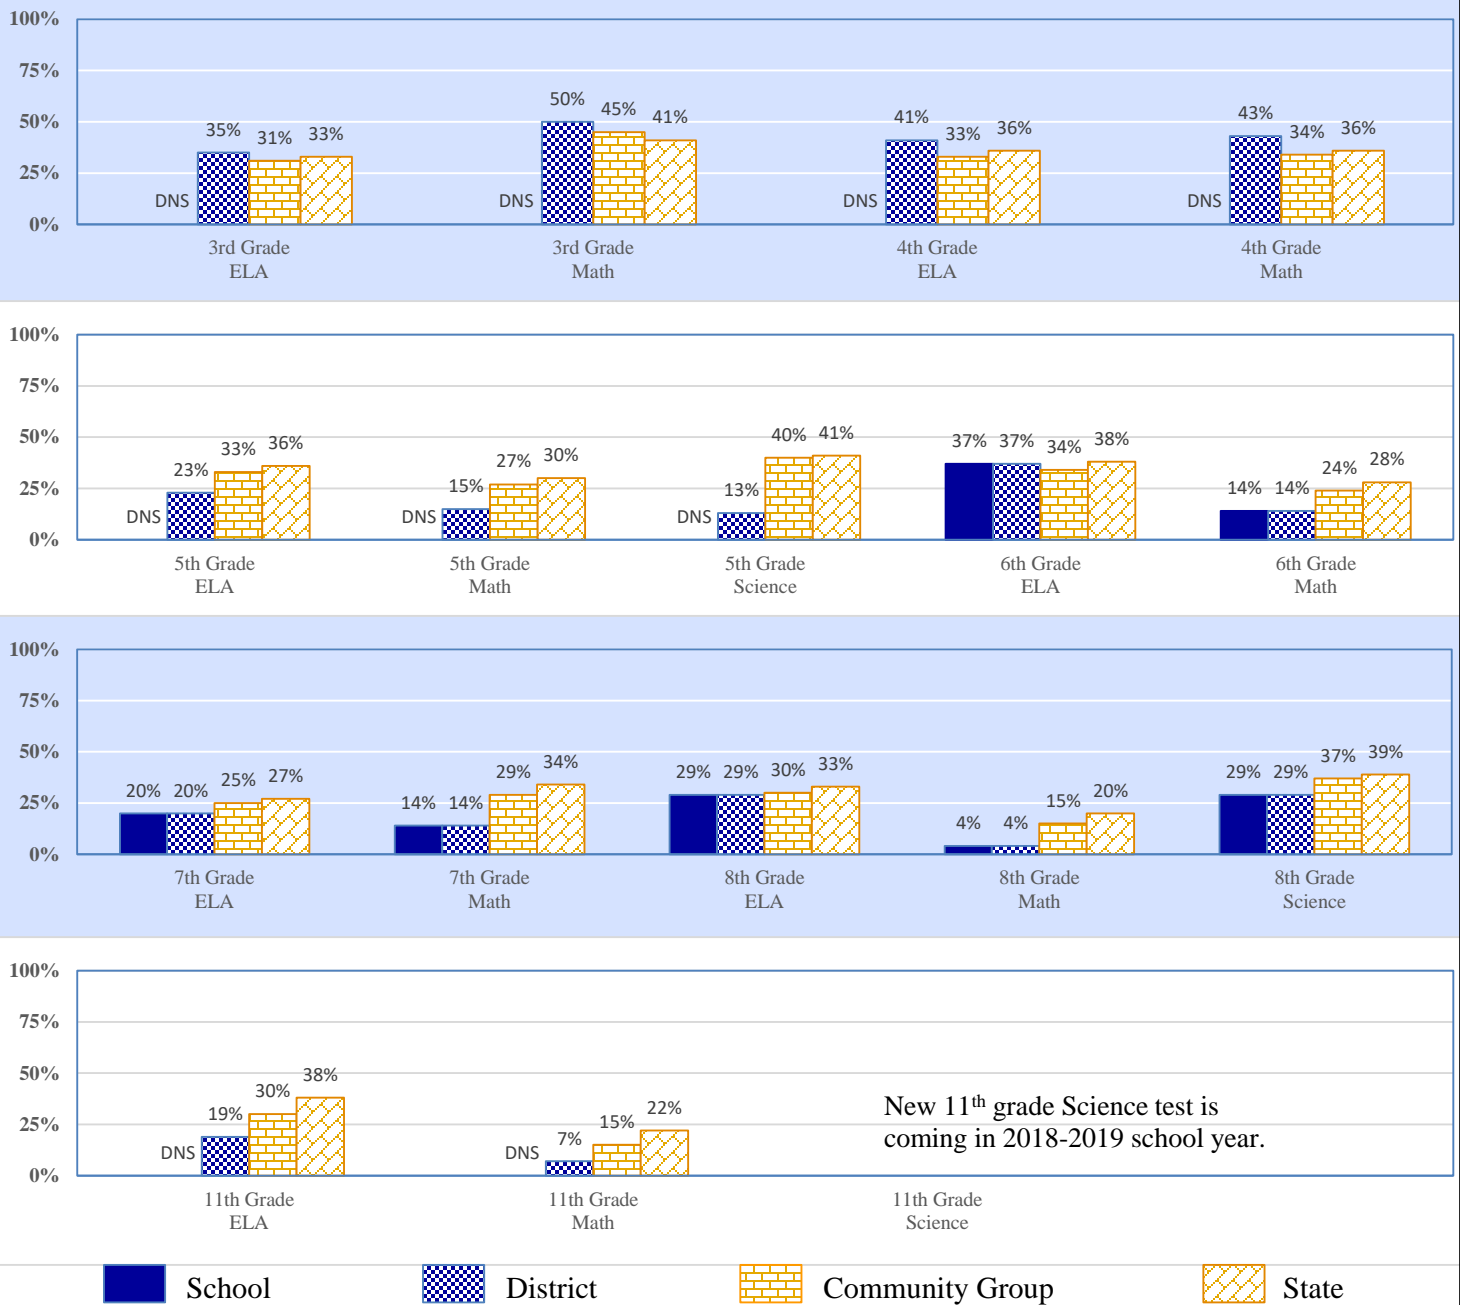 100%
75%
50%
25%
0%
DNS 35% 31% 33%
DNS 50% 45% 41%
DNS 41% 33% 36%
DNS 43% 34% 36%
3rd Grade
ELA
3rd Grade
Math
4th Grade
ELA
4th Grade
Math
100%
75%
50%
25%
0%
DNS 23% 33% 36%
DNS 15% 27% 30%
DNS 13% 40% 41%
37% 37% 34% 38%
14% 14% 24% 28%
5th Grade
ELA
5th Grade
Math
5th Grade
Science
6th Grade
ELA
6th Grade
Math
100%
75%
50%
25%
0%
20% 20% 25% 27%
14% 14% 29% 34%
29% 29% 30% 33%
4% 4% 15% 20%
29% 29% 37% 39%
7th Grade
ELA
7th Grade
Math
8th Grade
ELA
8th Grade
Math
8th Grade
Science
100%
75%
50%
25%
0%
DNS 19% 30% 38%
DNS 7% 15% 22%
New 11th grade Science test is
coming in 2018-2019 school year.
11th Grade
ELA
11th Grade
Math
11th Grade
Science
School District Community Group State